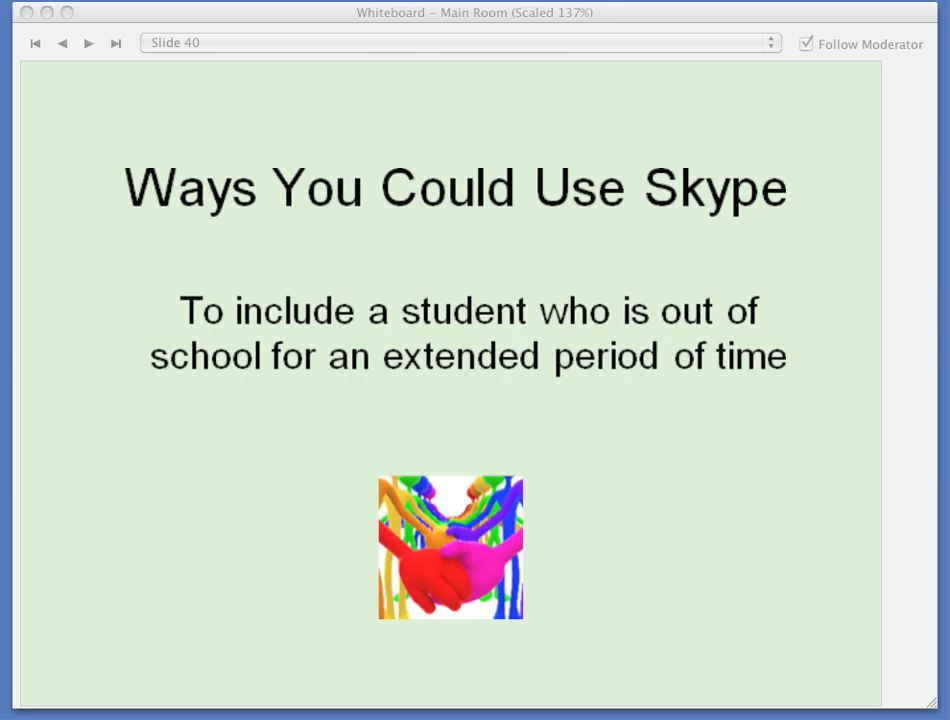 Whiteboard – Main Room (Scaled 137%)
Slide 40
Follow Moderator
Ways You Could Use Skype
To include a student who is out of
school for an extended period of time